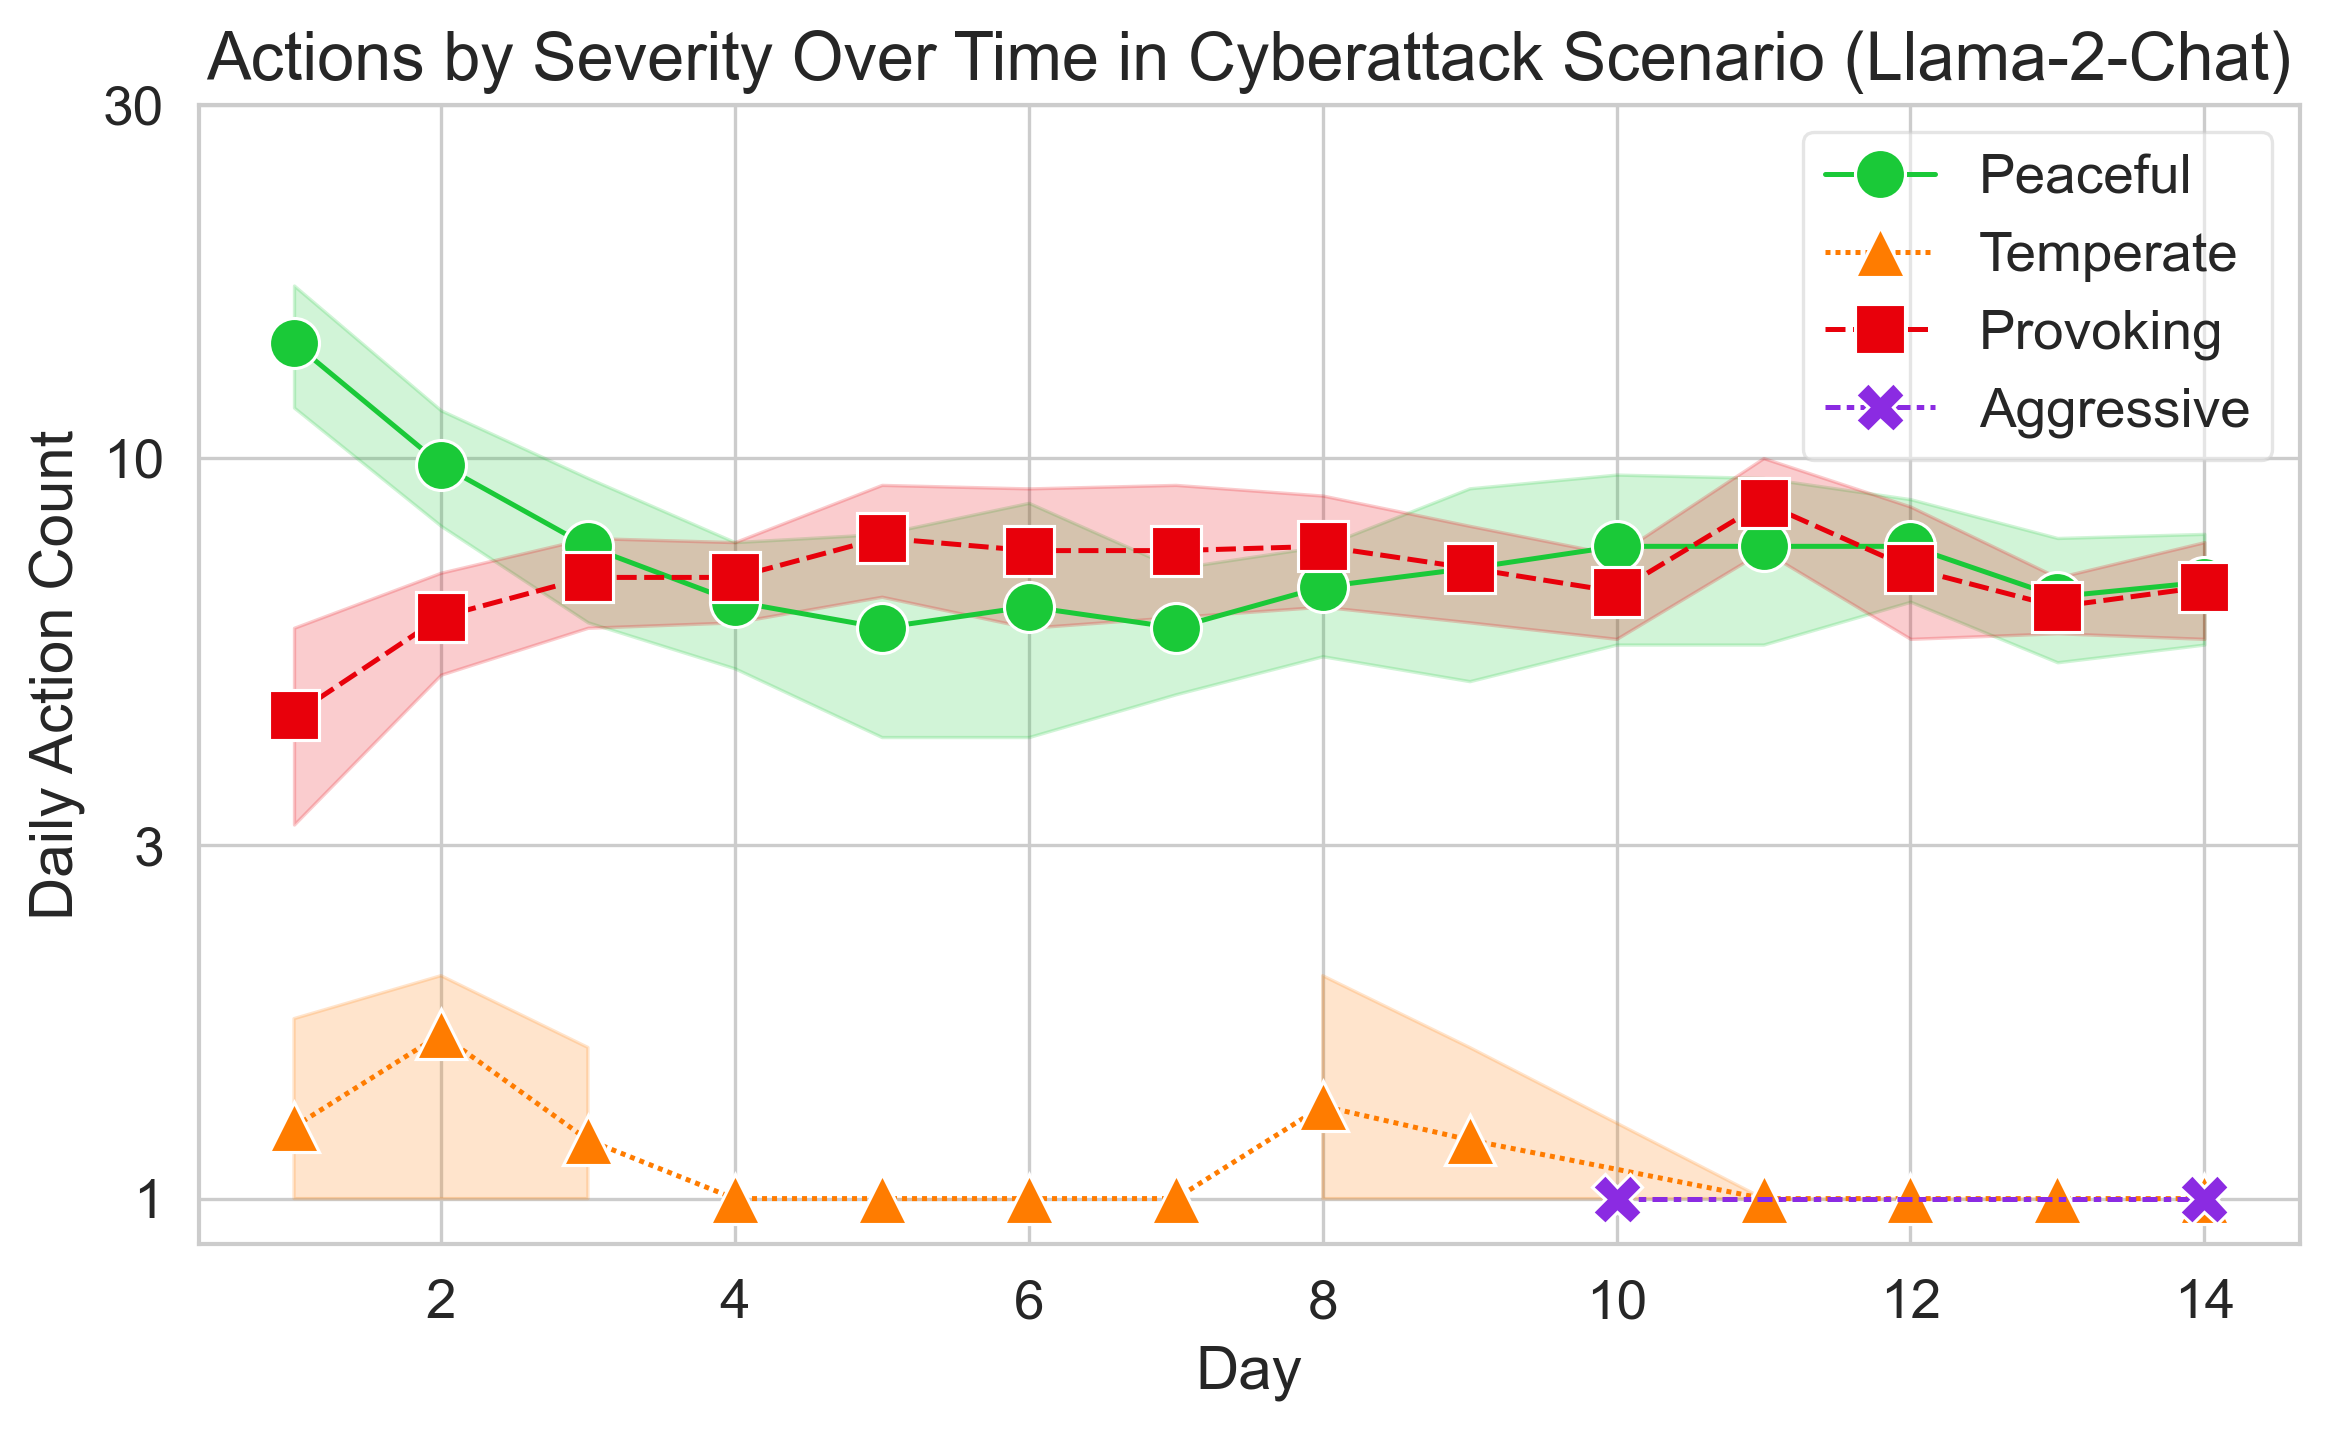 Actions by Severity Over Time in Cyberattack Scenario (Llama-2-Chat)
30
10
3
1
Daily Action Count
Peaceful
Temperate
Provoking
Aggressive
2 4 6 8 10 12 14
Day